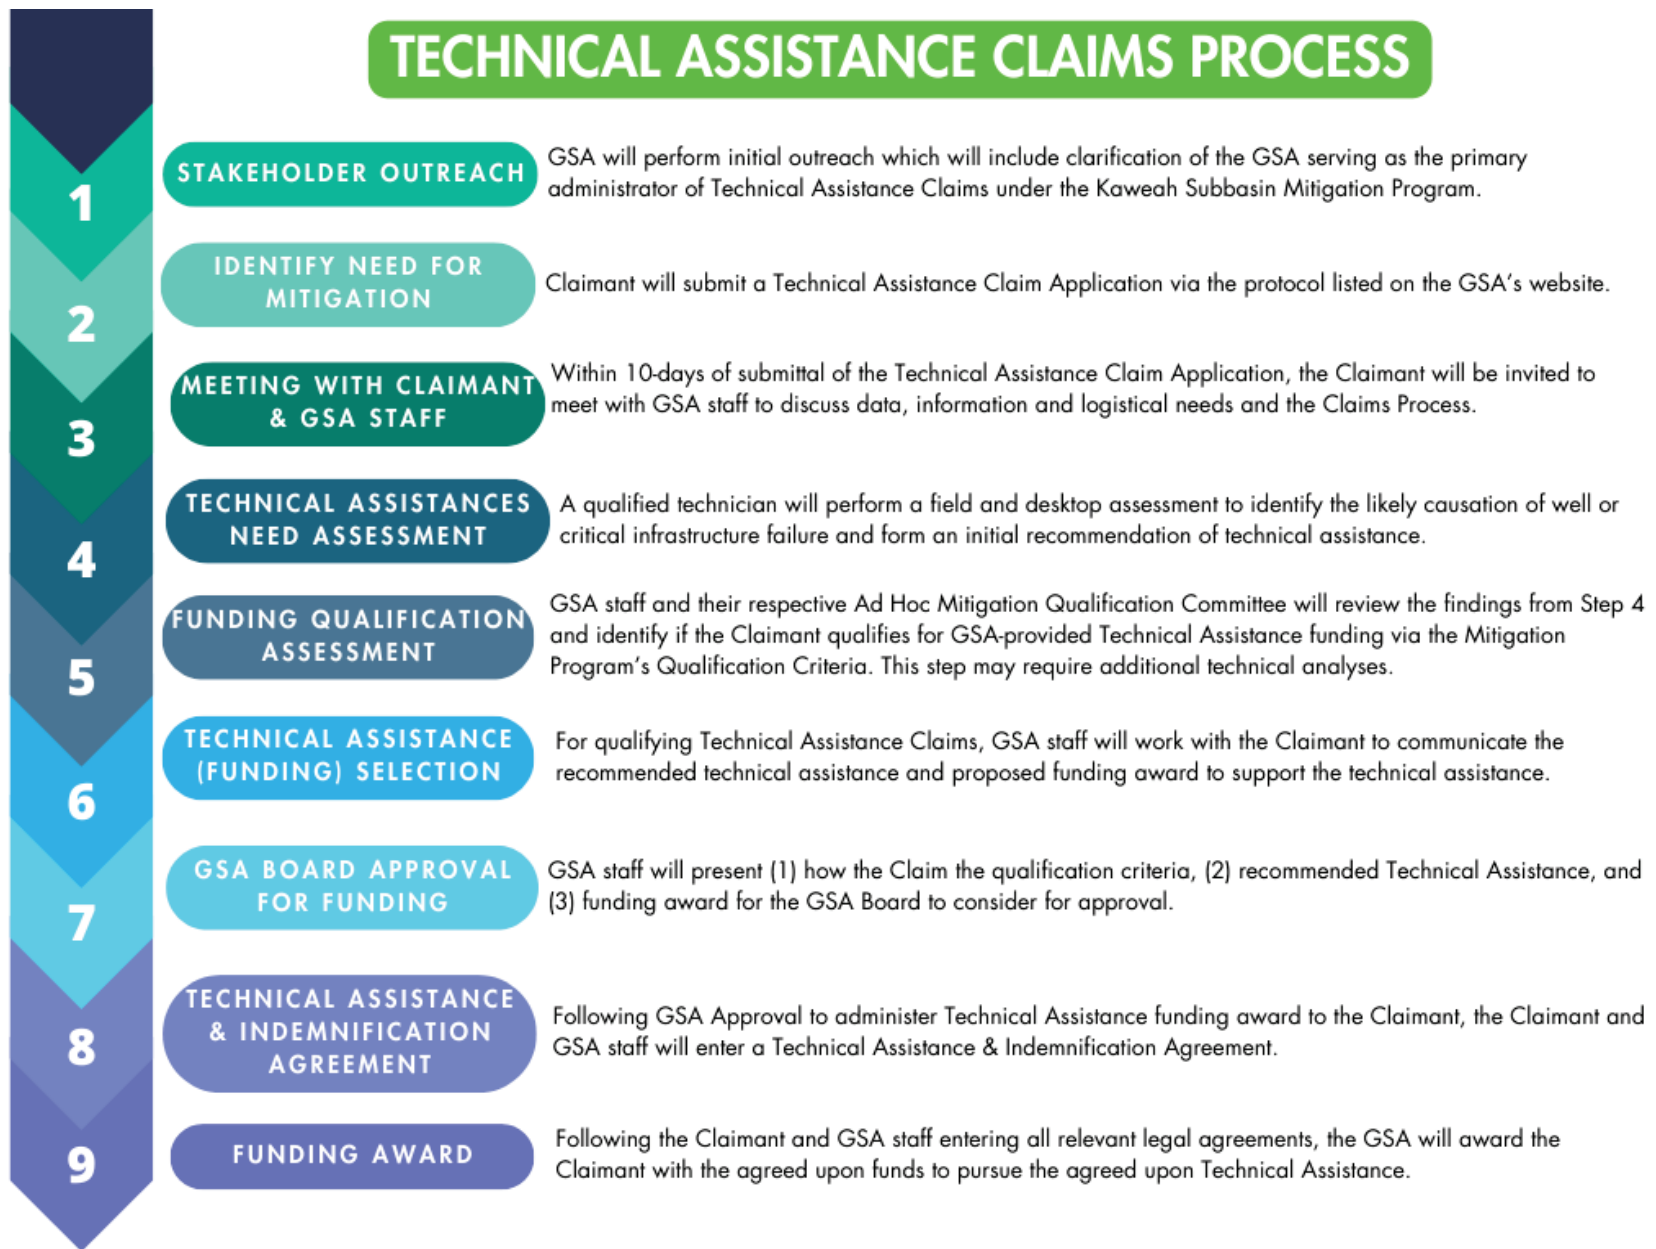 TECHNICAL ASSISTANCE CLAIMS PROCESS
1
STAKEHOLDER OUTREACH
GSA will perform initial outreach which will include clarification of the GSA serving as the primary
administrator of Technical Assistance Claims under the Kaweah Subbasin Mitigation Program.
2
IDENTIFY NEED FOR
MITIGATION
Claimant will submit a Technical Assistance Claim Application via the protocol listed on the GSA's website.
3
MEETING WITH CLAIMANT
& GSA STAFF
Within 10-days of submittal of the Technical Assistance Claim Application, the Claimant will be invited to
meet with GSA staff to discuss data, information and logistical needs and the Claims Process.
4
TECHNICAL ASSISTANCES
NEED ASSESSMENT
A qualified technician will perform a field and desktop assessment to identify the likely causation of well or
critical infrastructure failure and form an initial recommendation of technical assistance.
5
FUNDING QUALIFICATION
ASSESSMENT
GSA staff and their respective Ad Hoc Mitigation Qualification Committee will review the findings from Step 4
and identify if the Claimant qualifies for GSA-provided Technical Assistance funding via the Mitigation
Program's Qualification Criteria. This step may require additional technical analyses.
6
TECHNICAL ASSISTANCE
(FUNDING) SELECTION
For qualifying Technical Assistance Claims, GSA staff will work with the Claimant to communicate the
recommended technical assistance and proposed funding award to support the technical assistance.
7
GSA BOARD APPROVAL
FOR FUNDING
GSA staff will present (1) how the Claim the qualification criteria, (2) recommended Technical Assistance, and
(3) funding award for the GSA Board to consider for approval.
8
TECHNICAL ASSISTANCE
& INDEMNIFICATION
AGREEMENT
Following GSA Approval to administer Technical Assistance funding award to the Claimant, the Claimant and
GSA staff will enter a Technical Assistance & Indemnification Agreement.
9
FUNDING AWARD
Following the Claimant and GSA staff entering all relevant legal agreements, the GSA will award the
Claimant with the agreed upon funds to pursue the agreed upon Technical Assistance.